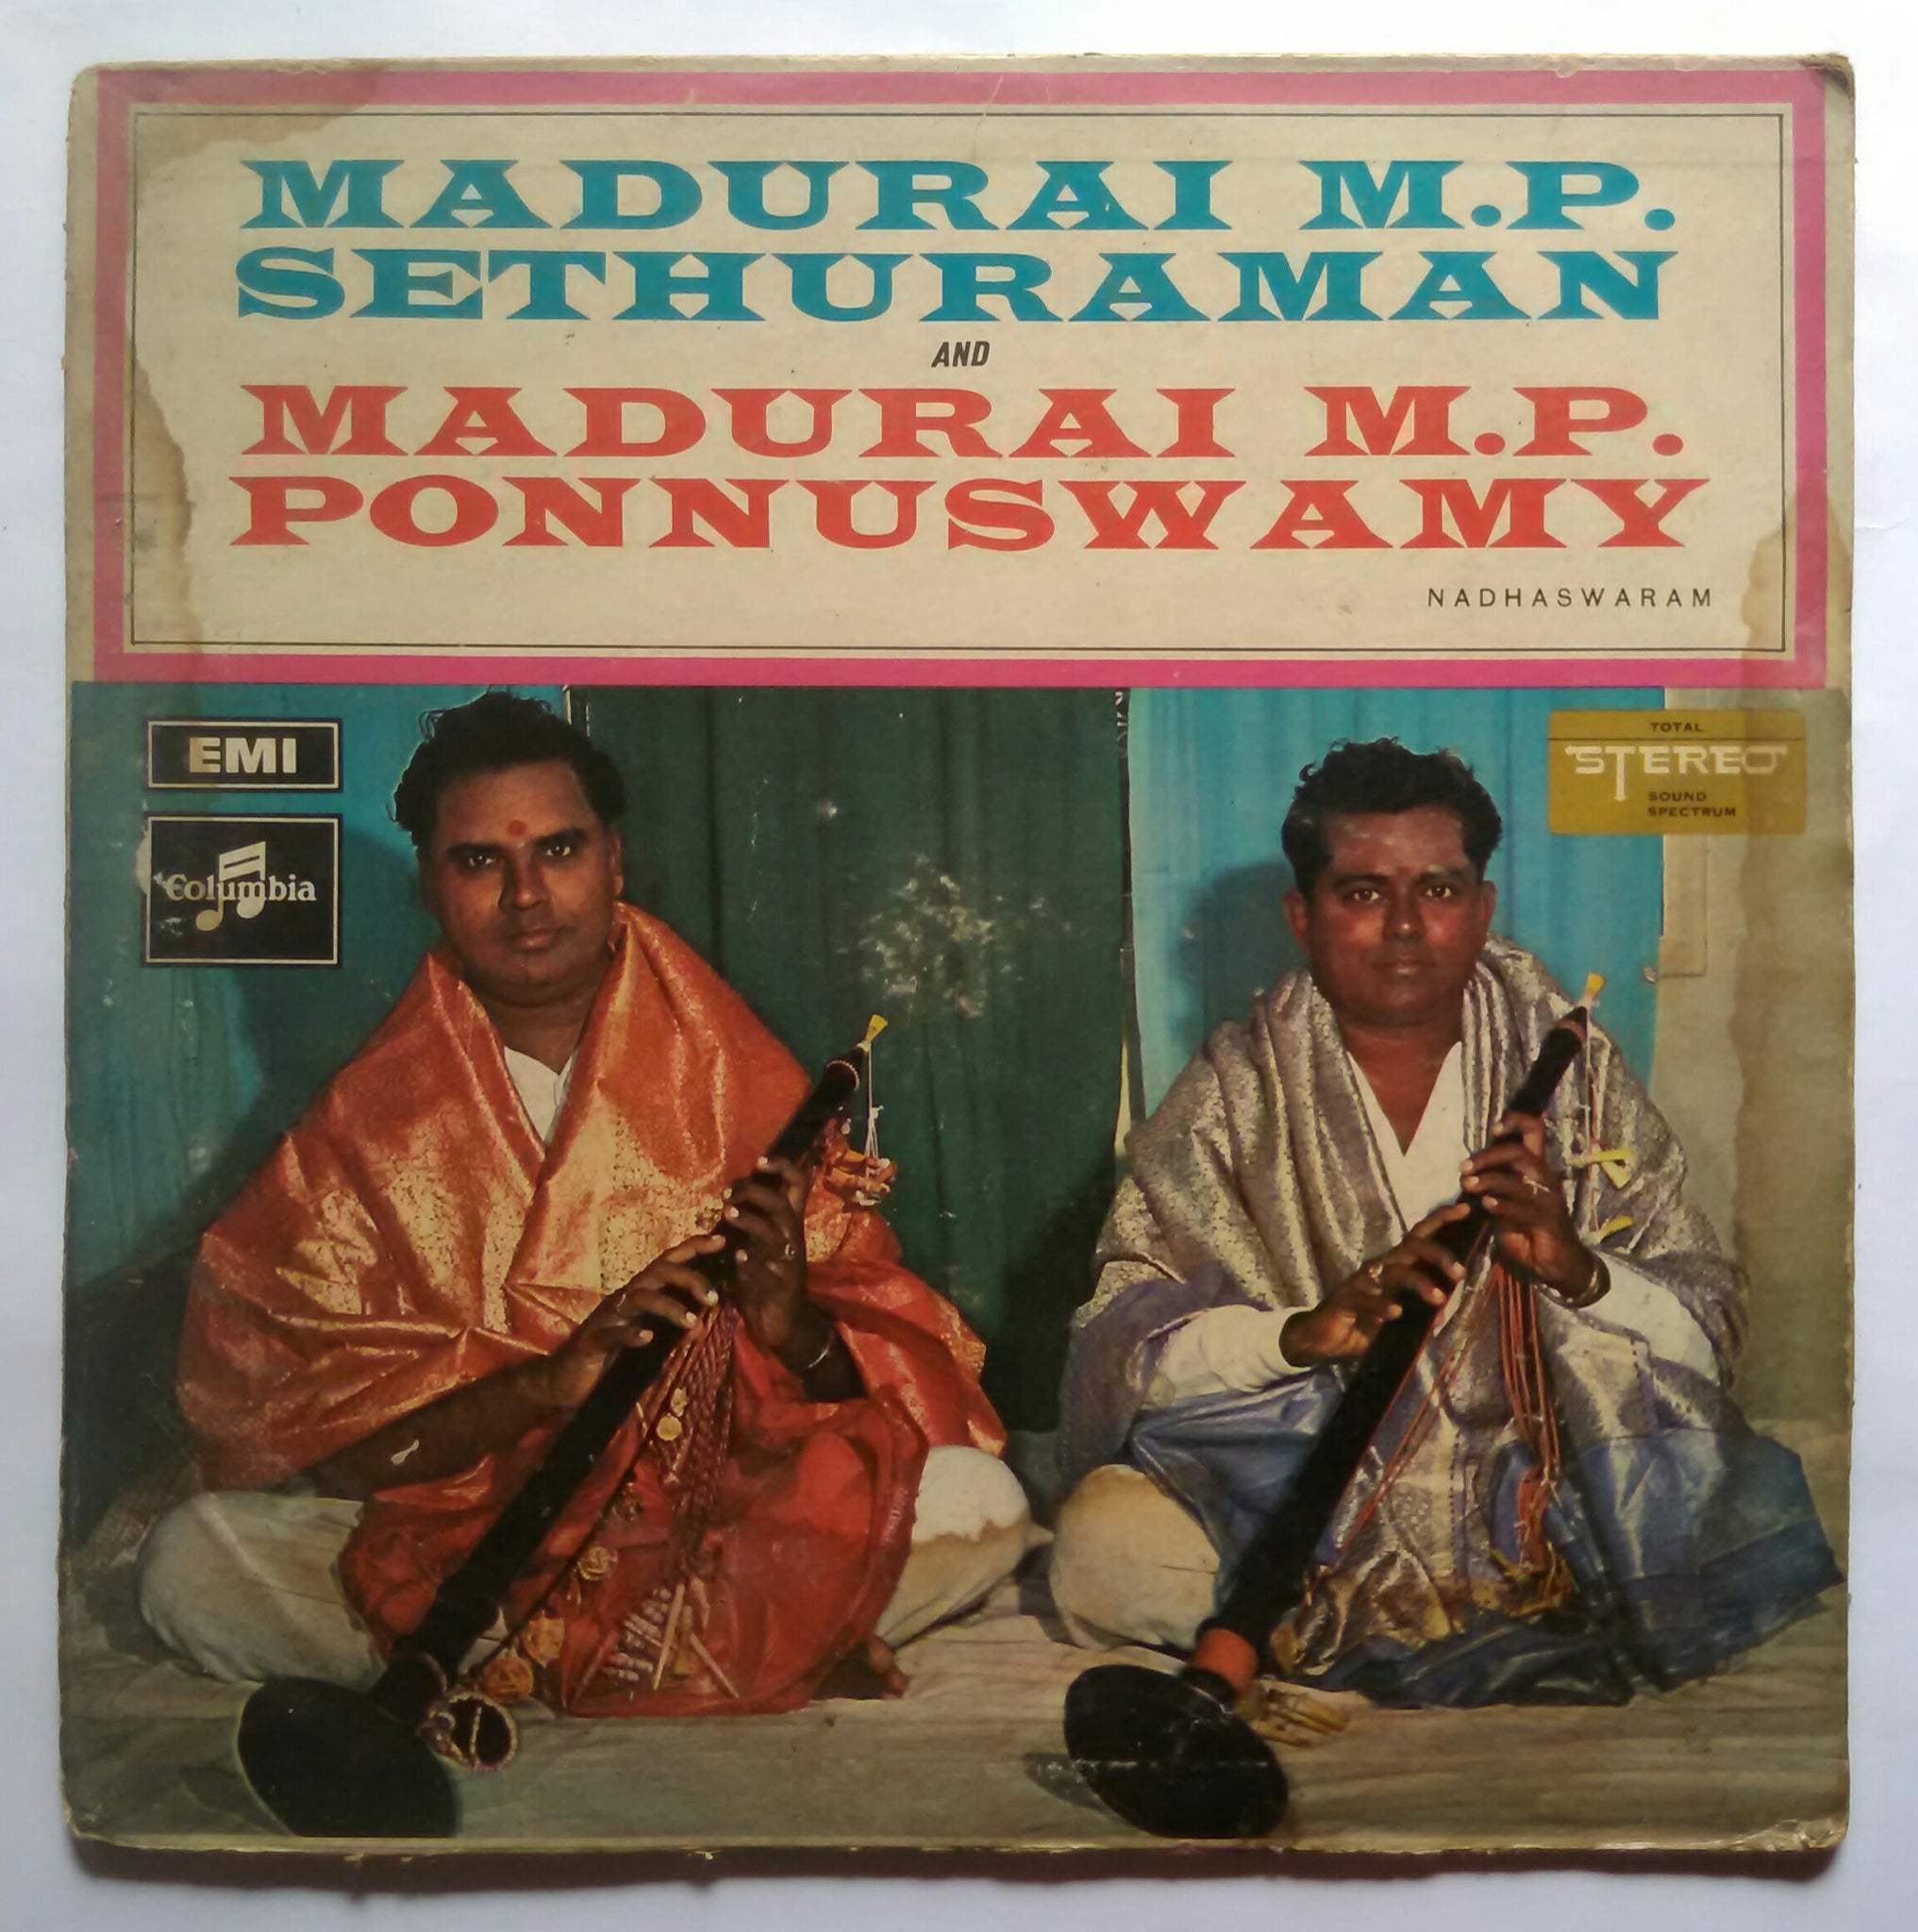 MADURAI M.P.
SETHURAMAN
AND
MADURAI M.P.
PONNUSWAMY
NADHASWARAM
EMI
Columbia
TOTAL
STEREO
SOUND
SPECTRUM